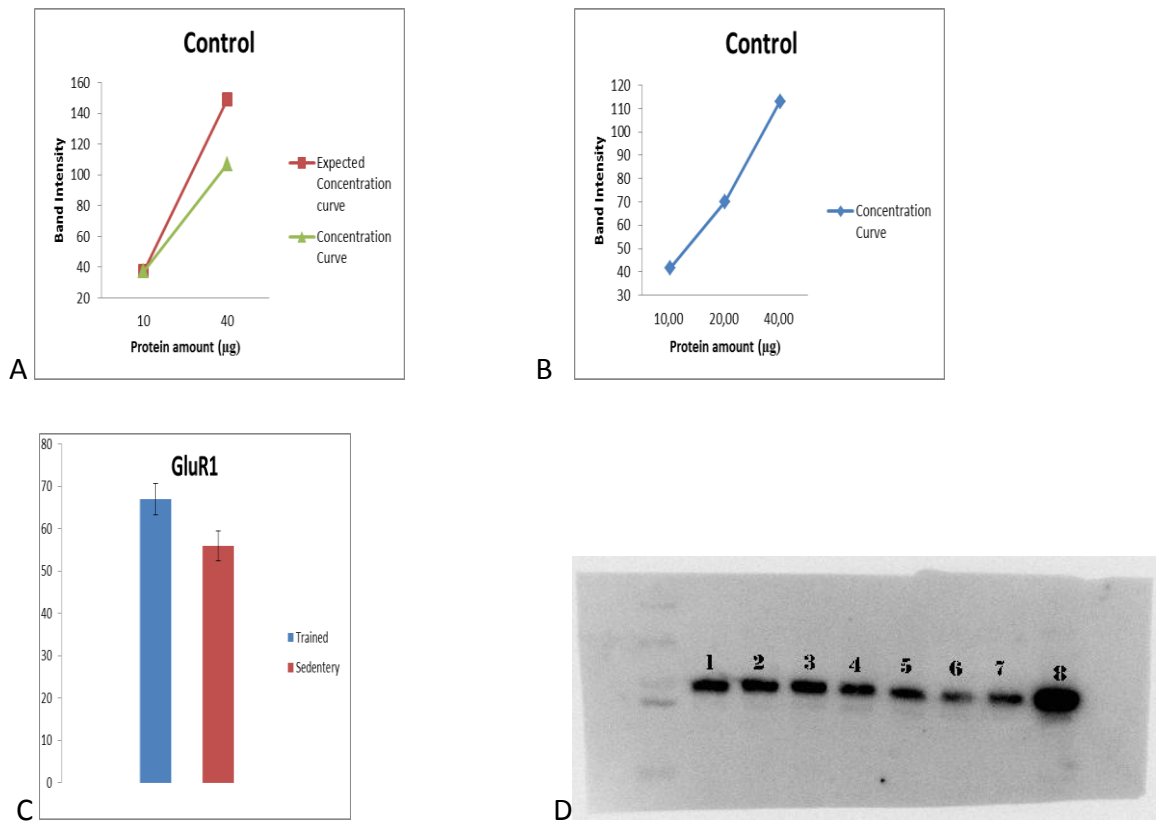 Control
160
140
120
100
80
60
40
20
Band Intensity
10
40
Protein amount (µg)
Expected
Concentration
curve
Concentration
Curve
A
Control
120
110
100
90
80
70
60
50
40
30
Band Intensity
10,00
20,00
40,00
Protein amount (µg)
Concentration
Curve
B
GluR1
80
70
60
50
40
30
20
10
0
Trained
Sedentery
C
1 2 3 4 5 6 7 8
D